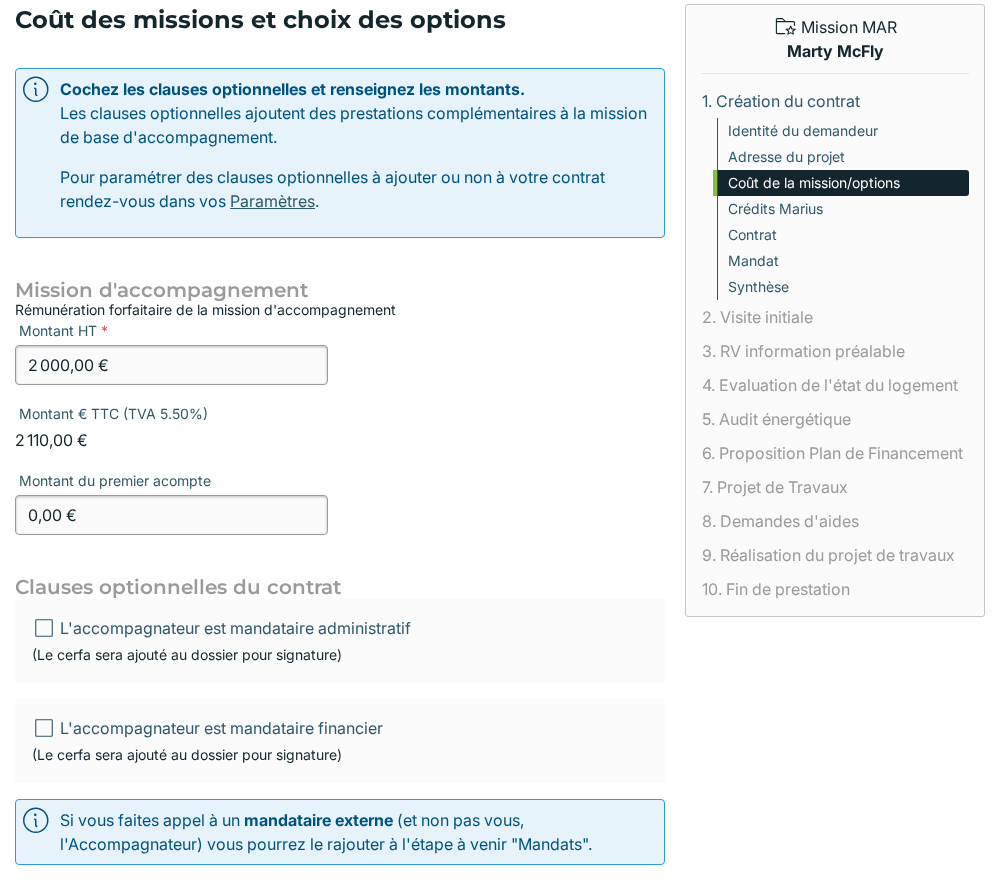 Coût des missions et choix des options
Cochez les clauses optionnelles et renseignez les montants.
Les clauses optionnelles ajoutent des prestations complémentaires à la mission
de base d'accompagnement.
Pour paramétrer des clauses optionnelles à ajouter ou non à votre contrat
rendez-vous dans vos Paramètres.
Mission d'accompagnement
Rémunération forfaitaire de la mission d'accompagnement
Montant HT *
2 000,00 €
Montant € TTC (TVA 5.50%)
2 110,00 €
Montant du premier acompte
0,00 €
Clauses optionnelles du contrat
L'accompagnateur est mandataire administratif
(Le cerfa sera ajouté au dossier pour signature)
L'accompagnateur est mandataire financier
(Le cerfa sera ajouté au dossier pour signature)
Si vous faites appel à un mandataire externe (et non pas vous,
l'Accompagnateur) vous pourrez le rajouter à l'étape à venir "Mandats".
Mission MAR
Marty McFly
1. Création du contrat
Identité du demandeur
Adresse du projet
Coût de la mission/options
Crédits Marius
Contrat
Mandat
Synthèse
2. Visite initiale
3. RV information préalable
4. Evaluation de l'état du logement
5. Audit énergétique
6. Proposition Plan de Financement
7. Projet de Travaux
8. Demandes d'aides
9. Réalisation du projet de travaux
10. Fin de prestation